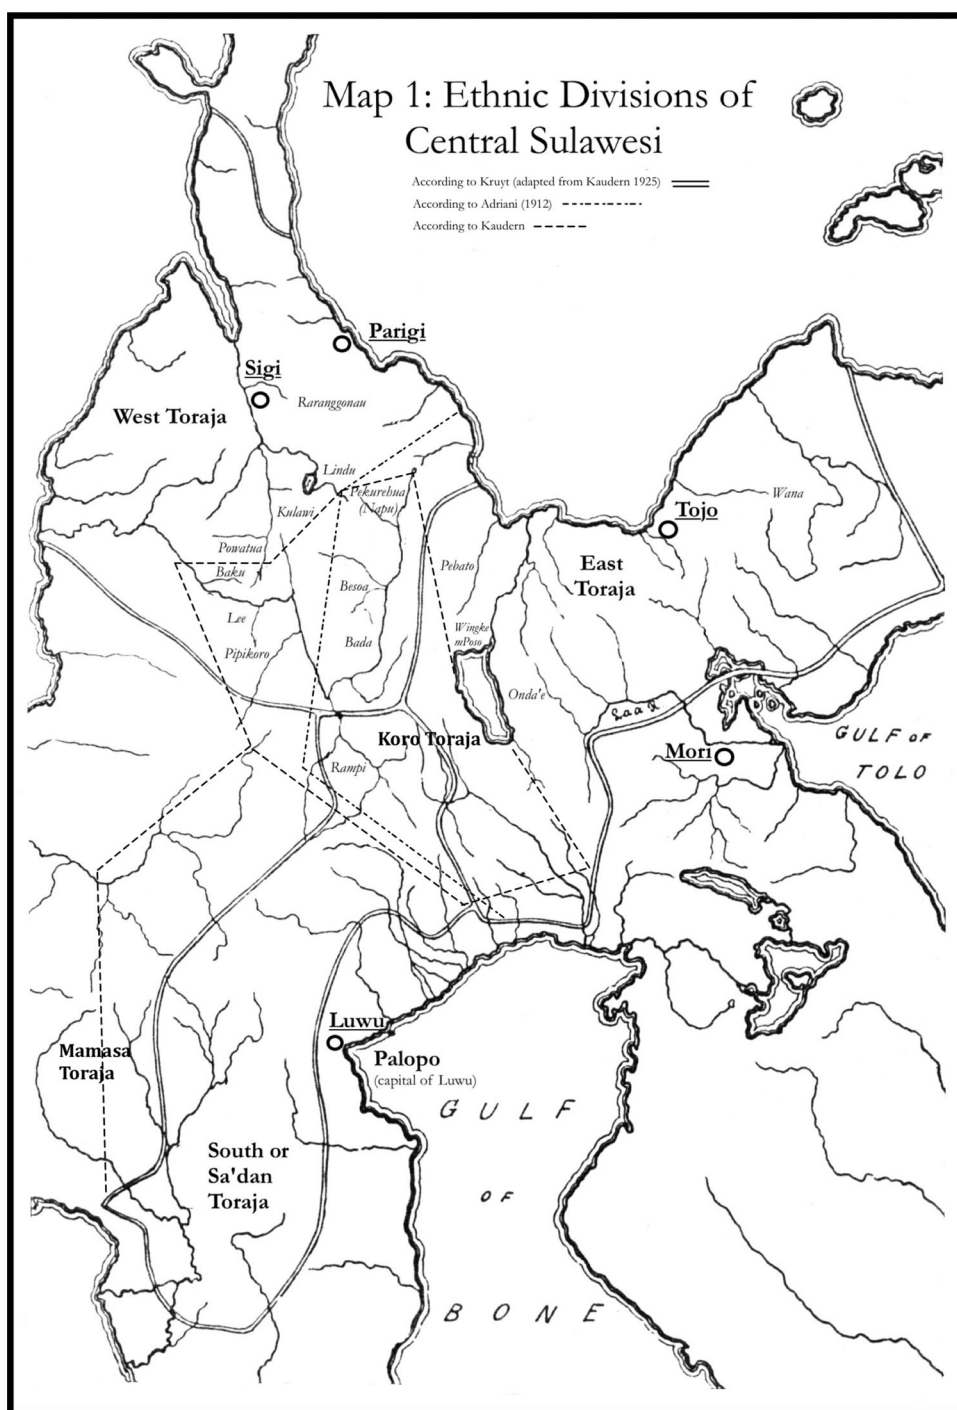 Map 1: Ethnic Divisions of
Central Sulawesi
According to Kruyt (adapted from Kaudern 1925)
According to Adriani (1912)
According to Kaudern
Parigi
Sigi
Raranggonau
West Toraja
Lindu
Pekurehua
(Napu)
Wana
Tojo
Kulawi
Powatua
Baku
Besoa
Pebato
East
Toraja
Lee
Pipikoro
Bada
Wingke
mPoso
Onda'e
Laa R
Koro Toraja
Mori
GULF OF
TOLO
Rampi
Luwu
Mamasa
Toraja
Palopo
(capital of Luwu)
GULF
OF
BONE
South or
Sa'dan
Toraja